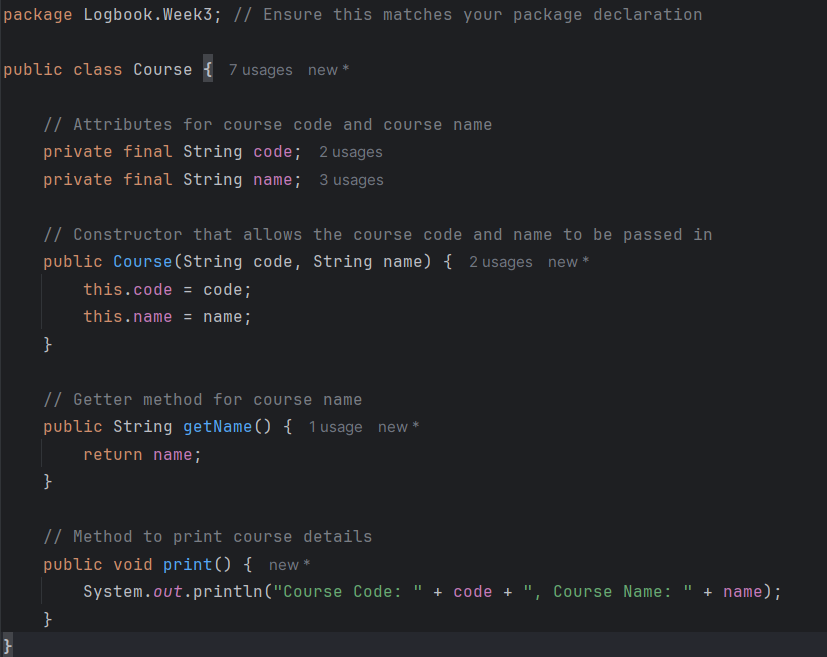 package Logbook.Week3; // Ensure this matches your package declaration
public class Course { 7 usages new *
// Attributes for course code and course name
private final String code; 2 usages
private final String name; 3 usages
// Constructor that allows the course code and name to be passed in
public Course(String code, String name) { 2 usages new *
this.code = code;
this.name = name;
}
// Getter method for course name
public String getName() { 1 usage new *
return name;
}
// Method to print course details
public void print() { new *
System.out.println("Course Code: " + code + ", Course Name: " + name);
}
}